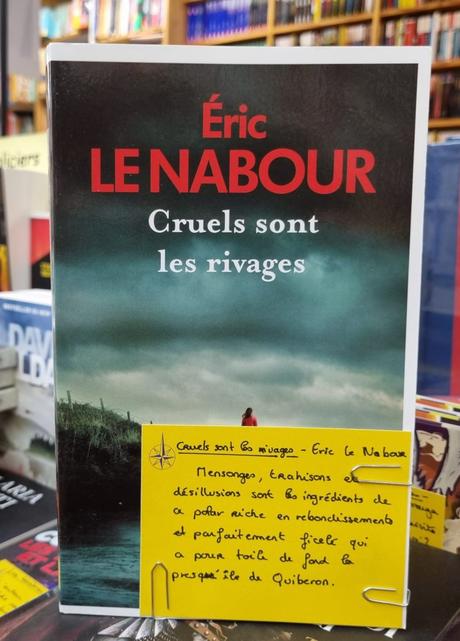 Éric
LE NABOUR
Cruels sont
les rivages
liciers
DAV
Cruels sont les rivages - Eric Le Nabour
Mensonges, trahisons et
désillusions sont les ingrédients de
ce polar riche en rebondissements
et parfaitement ficelé qui
a pour toile de fond la
presqu'île de Quiberon.